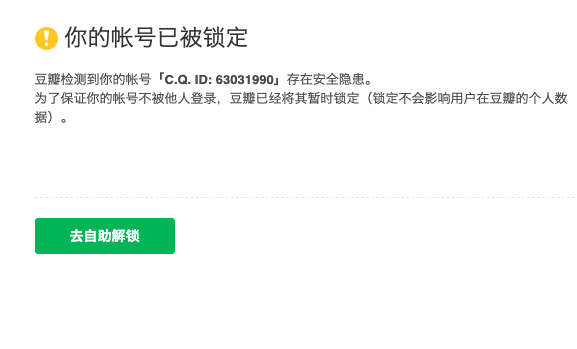 你的帐号已被锁定
豆瓣检测到你的帐号「C.Q. ID: 63031990」存在安全隐患。
为了保证你的帐号不被他人登录，豆瓣已经将其暂时锁定（锁定不会影响用户在豆瓣的个人数
据）。
去自助解锁